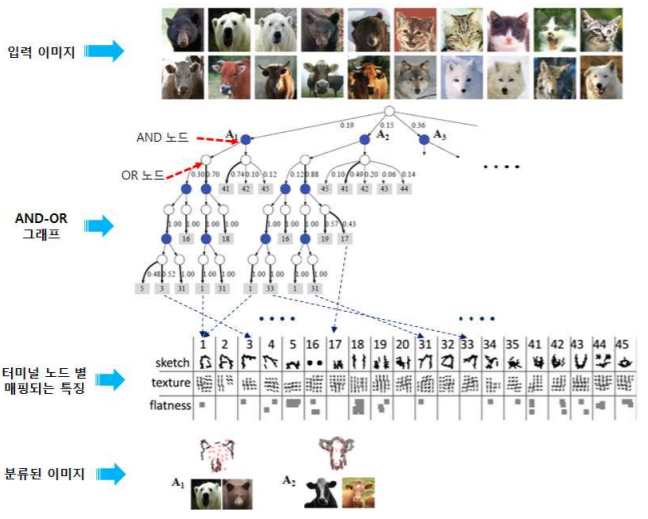 입력 이미지
0.19 0.15 0.36
AND 노드 A1 A2 A3
OR 노드
0.30 0.70 0.74 0.10 0.12 0.12 0.88 0.10 0.49 0.20 0.06 0.14
41 42 45 45 41 42 43 44
AND-OR
그래프
1.00 1.00 1.00 1.00 0.57 0.43
16 18 16 19 17
0.48 0.52 1.00 1.00 1.00 1.00 1.00 1.00 1.00
5 3 31 1 31 1 33 1 31
1 2 3 4 5 16 17 18 19 20 31 32 33 34 35 41 42 43 44 45
터미널 노드 별
매핑되는 특징
sketch
texture
flatness
분류된 이미지
A1 A2